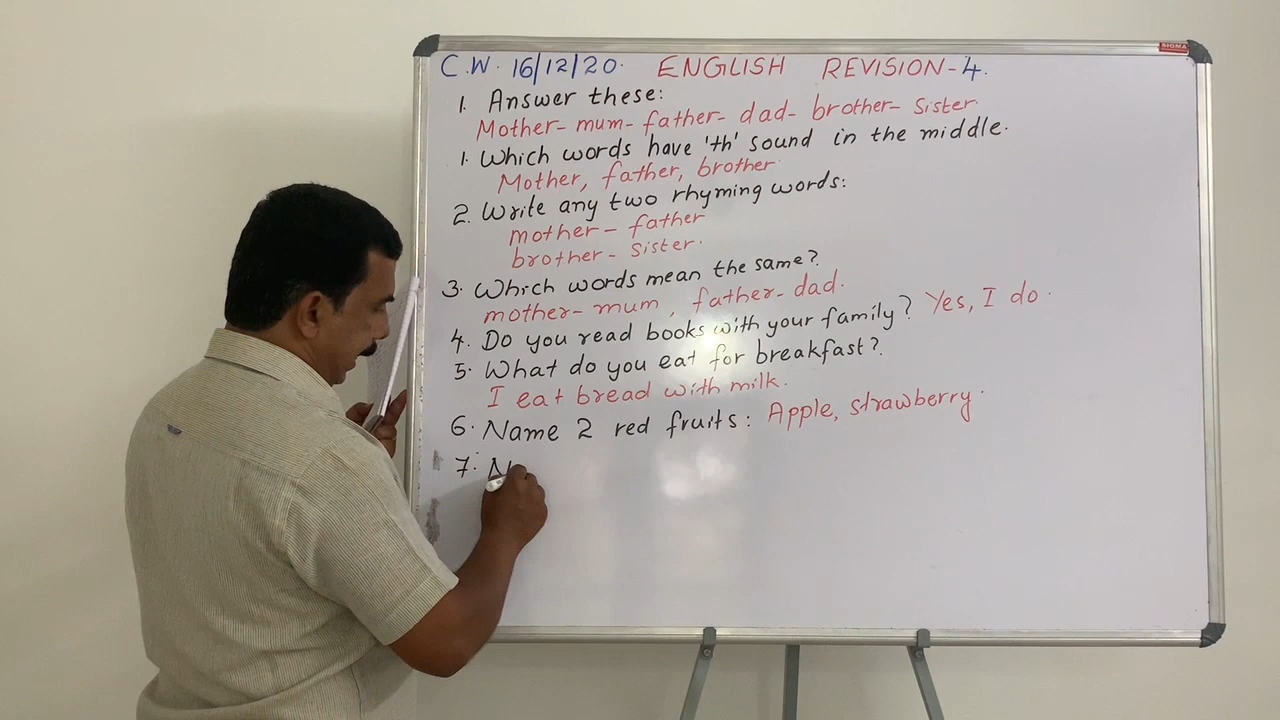 SIGMA
C.W. 16/12/20. ENGLISH REVISION-4.
1. Answer these:
Mother- mum- father- dad- brother- sister.
1. Which words have 'th' sound in the middle.
Mother, father, brother.
2. Write any two rhyming words:
mother - father
brother - sister.
3. Which words mean the same?
mother- mum, father-dad.
4. Do you read books with your family? Yes, I do.
5. What do you eat for breakfast?
I eat bread with milk.
6. Name 2 red fruits: Apple, strawberry.
7. N